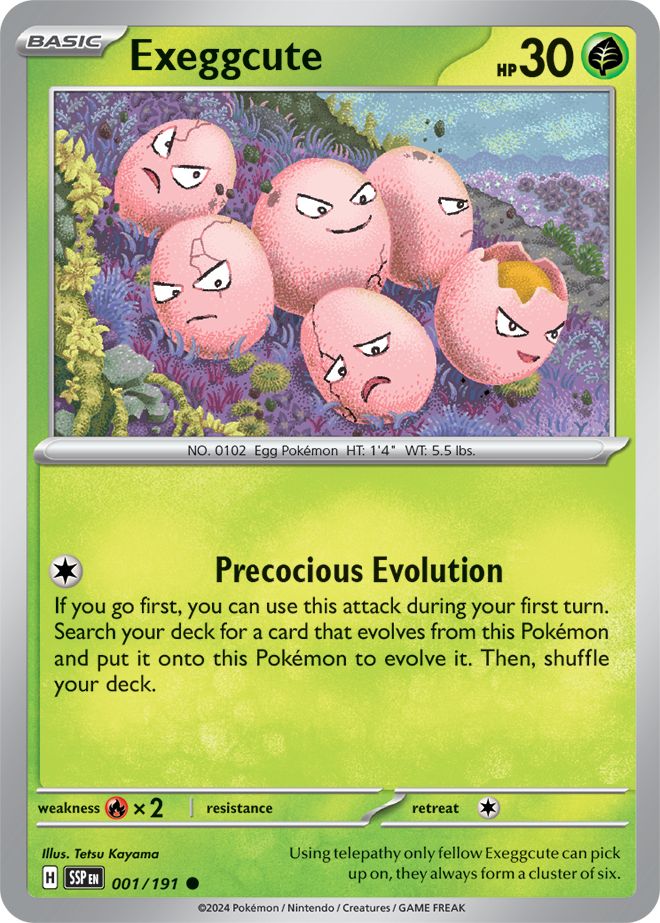 BASIC
Exeggcute
HP 30
NO. 0102 Egg Pokémon HT: 1'4" WT: 5.5 lbs.
Precocious Evolution
If you go first, you can use this attack during your first turn.
Search your deck for a card that evolves from this Pokémon
and put it onto this Pokémon to evolve it. Then, shuffle
your deck.
weakness ×2 resistance retreat
Illus. Tetsu Kayama
Using telepathy only fellow Exeggcute can pick
up on, they always form a cluster of six.
H SSP EN 001/191
©2024 Pokémon / Nintendo / Creatures / GAME FREAK